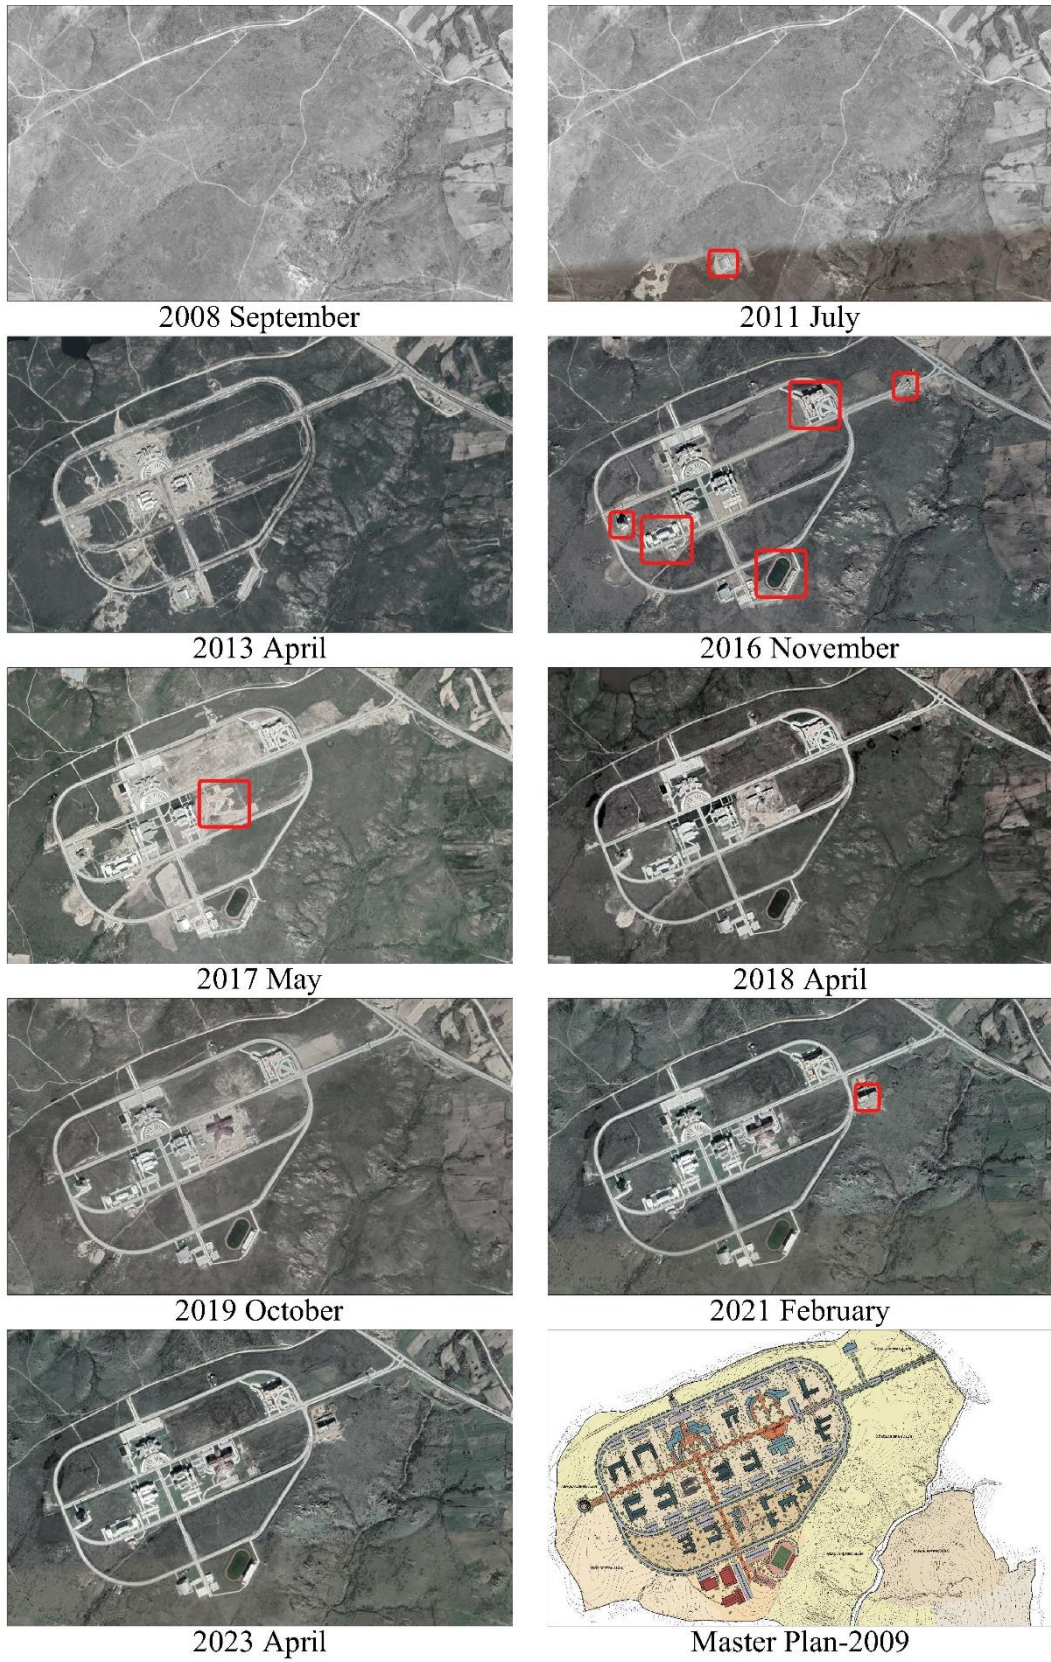 2008 September
2011 July
2013 April
2016 November
2017 May
2018 April
2019 October
2021 February
2023 April
Master Plan-2009